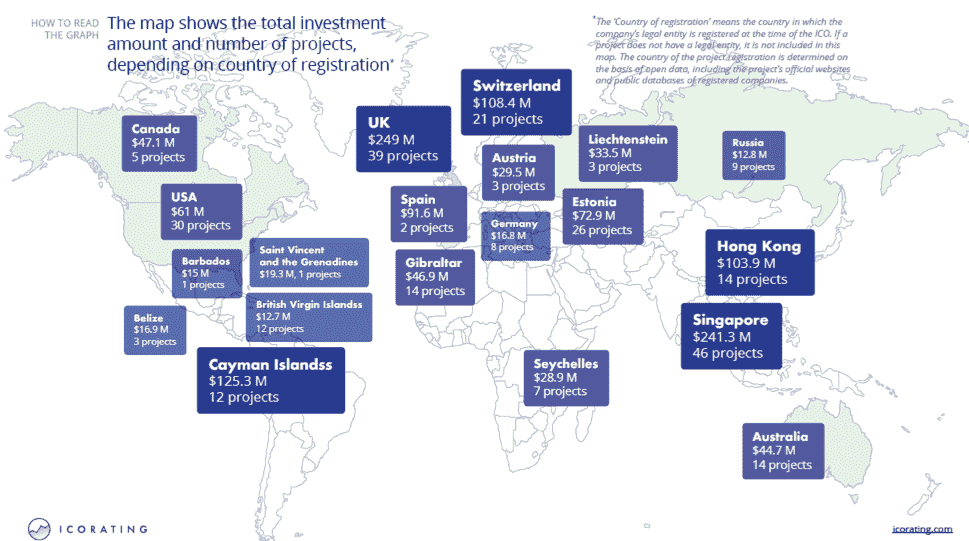 HOW TO READ
THE GRAPH
The map shows the total investment
amount and number of projects,
depending on country of registration*
*The 'Country of registration' means the country in which the
company's legal entity is registered at the time of the ICO. If a
project does not have a legal entity, it is not included in this
map. The country of the project registration is determined on
the basis of open data, including the project's official websites
and public databases of registered companies.
Switzerland
$108.4 M
21 projects
UK
$249 M
39 projects
Canada
$47.1 M
5 projects
Austria
$29.5 M
3 projects
Liechtenstein
$33.5 M
3 projects
Russia
$12.8 M
9 projects
USA
$61 M
30 projects
Spain
$91.6 M
2 projects
Estonia
$72.9 M
26 projects
Germany
$16.8 M
8 projects
Saint Vincent
and the Grenadines
$19.3 M, 1 projects
Barbados
$15 M
1 projects
Gibraltar
$46.9 M
14 projects
Hong Kong
$103.9 M
14 projects
British Virgin Islandss
$12.7 M
12 projects
Belize
$16.9 M
3 projects
Singapore
$241.3 M
46 projects
Cayman Islandss
$125.3 M
12 projects
Seychelles
$28.9 M
7 projects
Australia
$44.7 M
14 projects
ICORATING
icorating.com